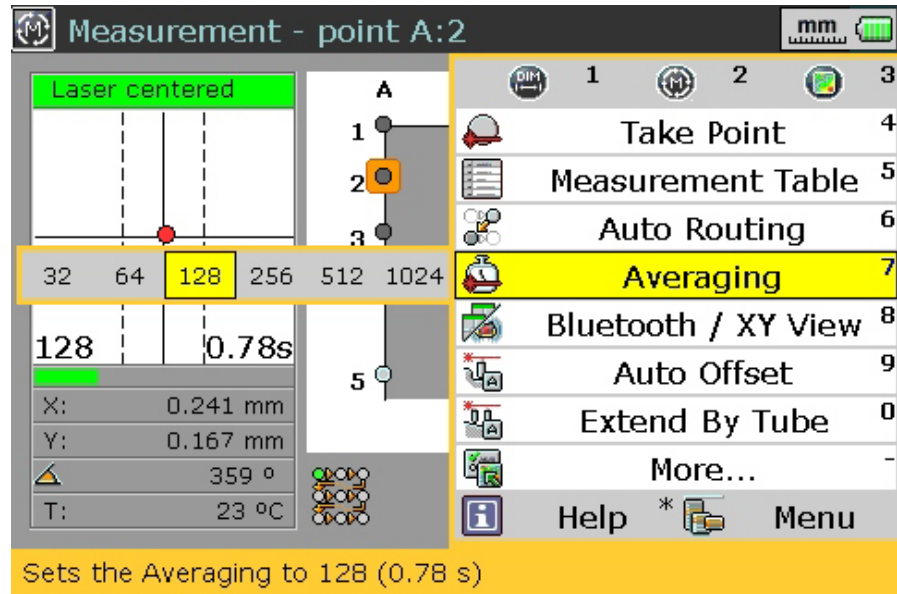 Measurement - point A:2
mm
Laser centered
128
0.78s
X: 0.241 mm
Y: 0.167 mm
359 º
T: 23 ºC
A
1
2
3
5
32 64 128 256 512 1024
DIM 1 (M) 2 3
Take Point 4
Measurement Table 5
Auto Routing 6
Averaging 7
Bluetooth / XY View 8
Auto Offset 9
Extend By Tube 0
More... -
Help * Menu
Sets the Averaging to 128 (0.78 s)